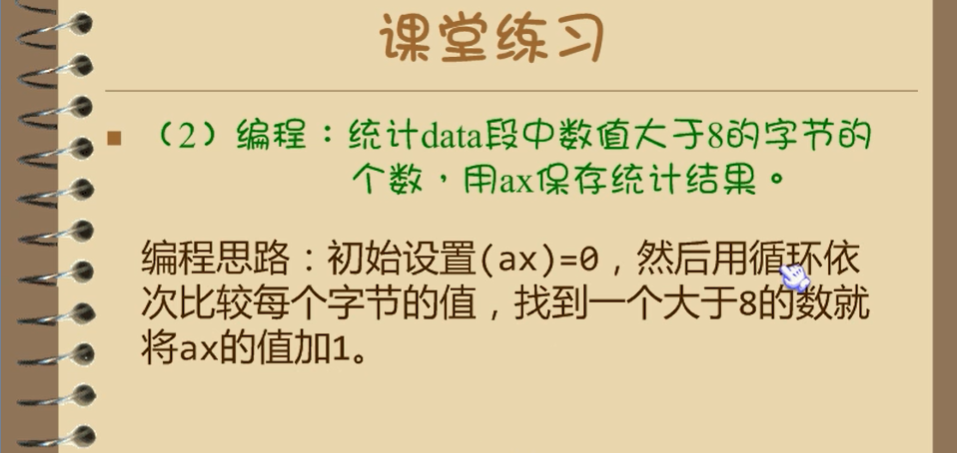 课堂练习
（2）编程：统计data段中数值大于8的字节的
个数，用ax保存统计结果。
编程思路：初始设置(ax)=0，然后用循环依
次比较每个字节的值，找到一个大于8的数就
将ax的值加1。